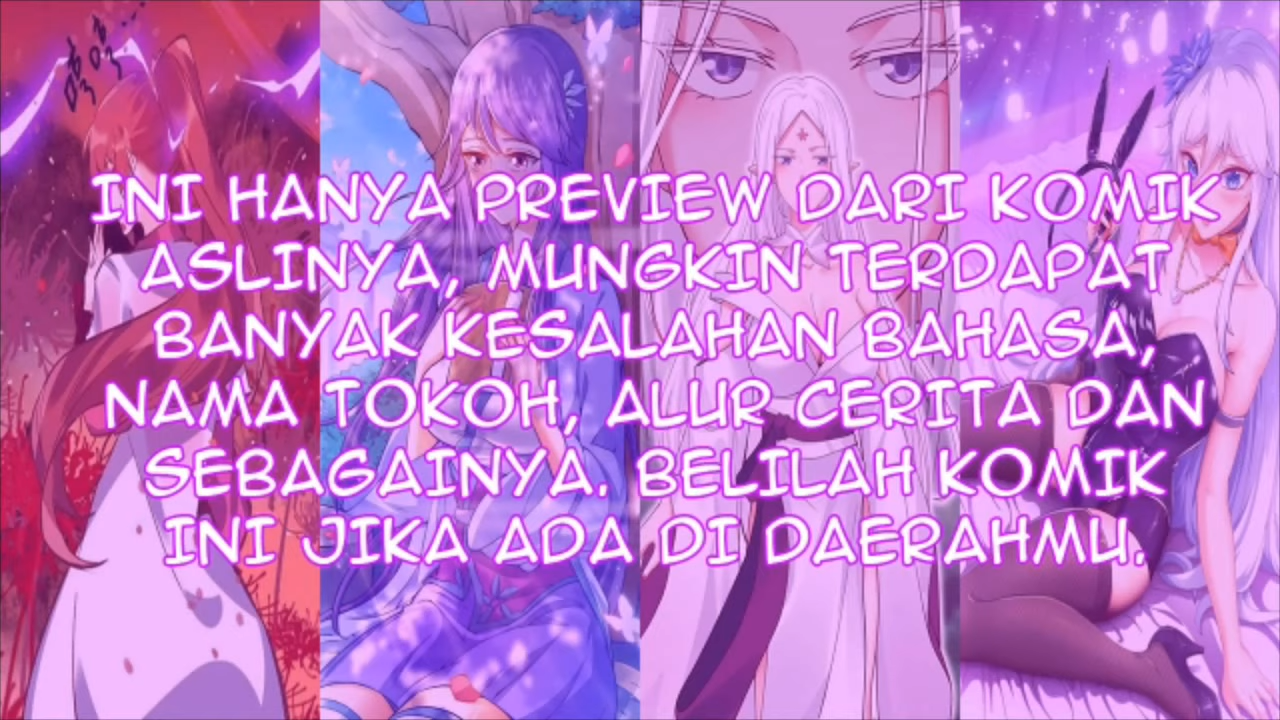 INI HANYA PREVIEW DARI KOMIK
ASLINYA, MUNGKIN TERDAPAT
BANYAK KESALAHAN BAHASA,
NAMA TOKOH, ALUR CERITA DAN
SEBAGAINYA. BELILAH KOMIK
INI JIKA ADA DI DAERAHMU.